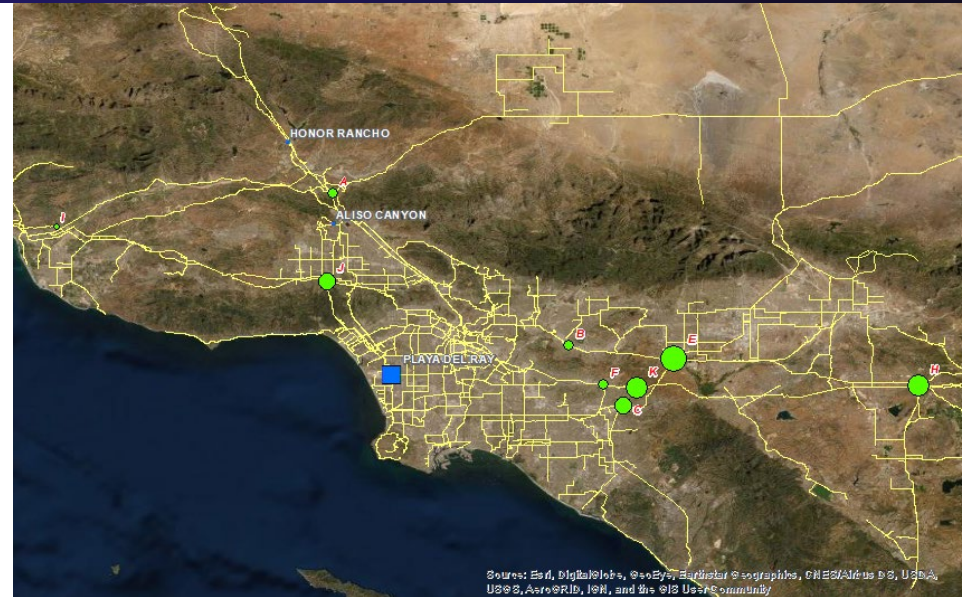 HONOR RANCHO
A
ALISO CANYON
I
J
B
E
PLAYA DEL RAY
F
K
H
G
Source: Esri, DigitalGlobe, GeoEye, Earthstar Geographics, CNES/Airbus DS, USDA,
USGS, AeroGRID, IGN, and the GIS User Community